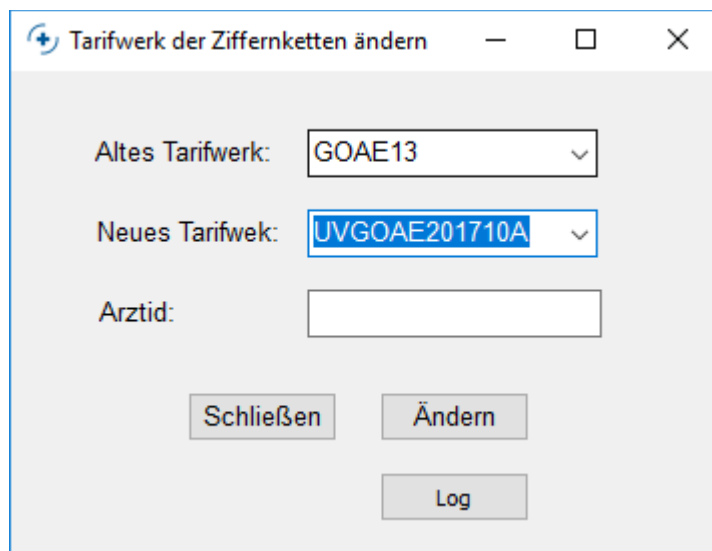 Tarifwerk der Ziffernketten ändern
Altes Tarifwerk: GOAE13
Neues Tarifwek: UVGOAE201710A
Arztid:
Schließen Ändern
Log